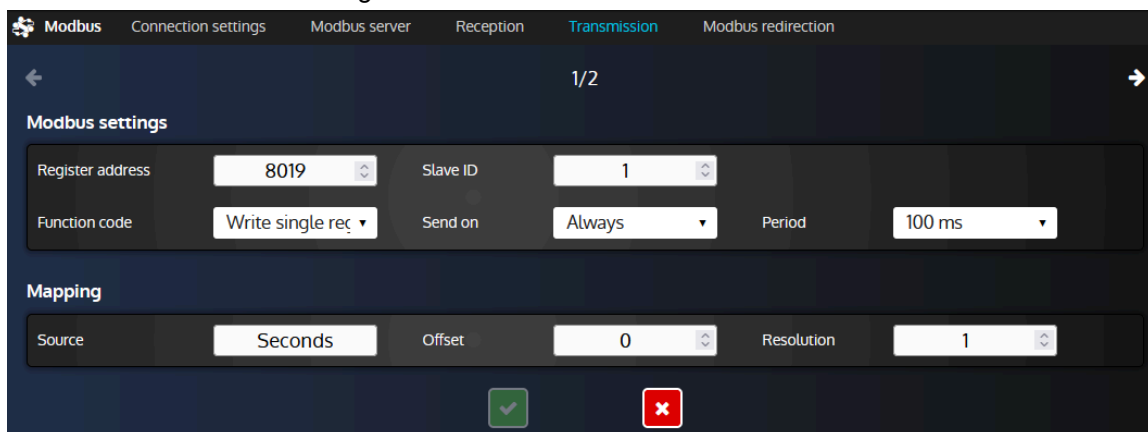 Modbus Connection settings Modbus server Reception Transmission Modbus redirection
1/2
Modbus settings
Register address 8019 Slave ID 1
Function code Write single reg Send on Always Period 100 ms
Mapping
Source Seconds Offset 0 Resolution 1